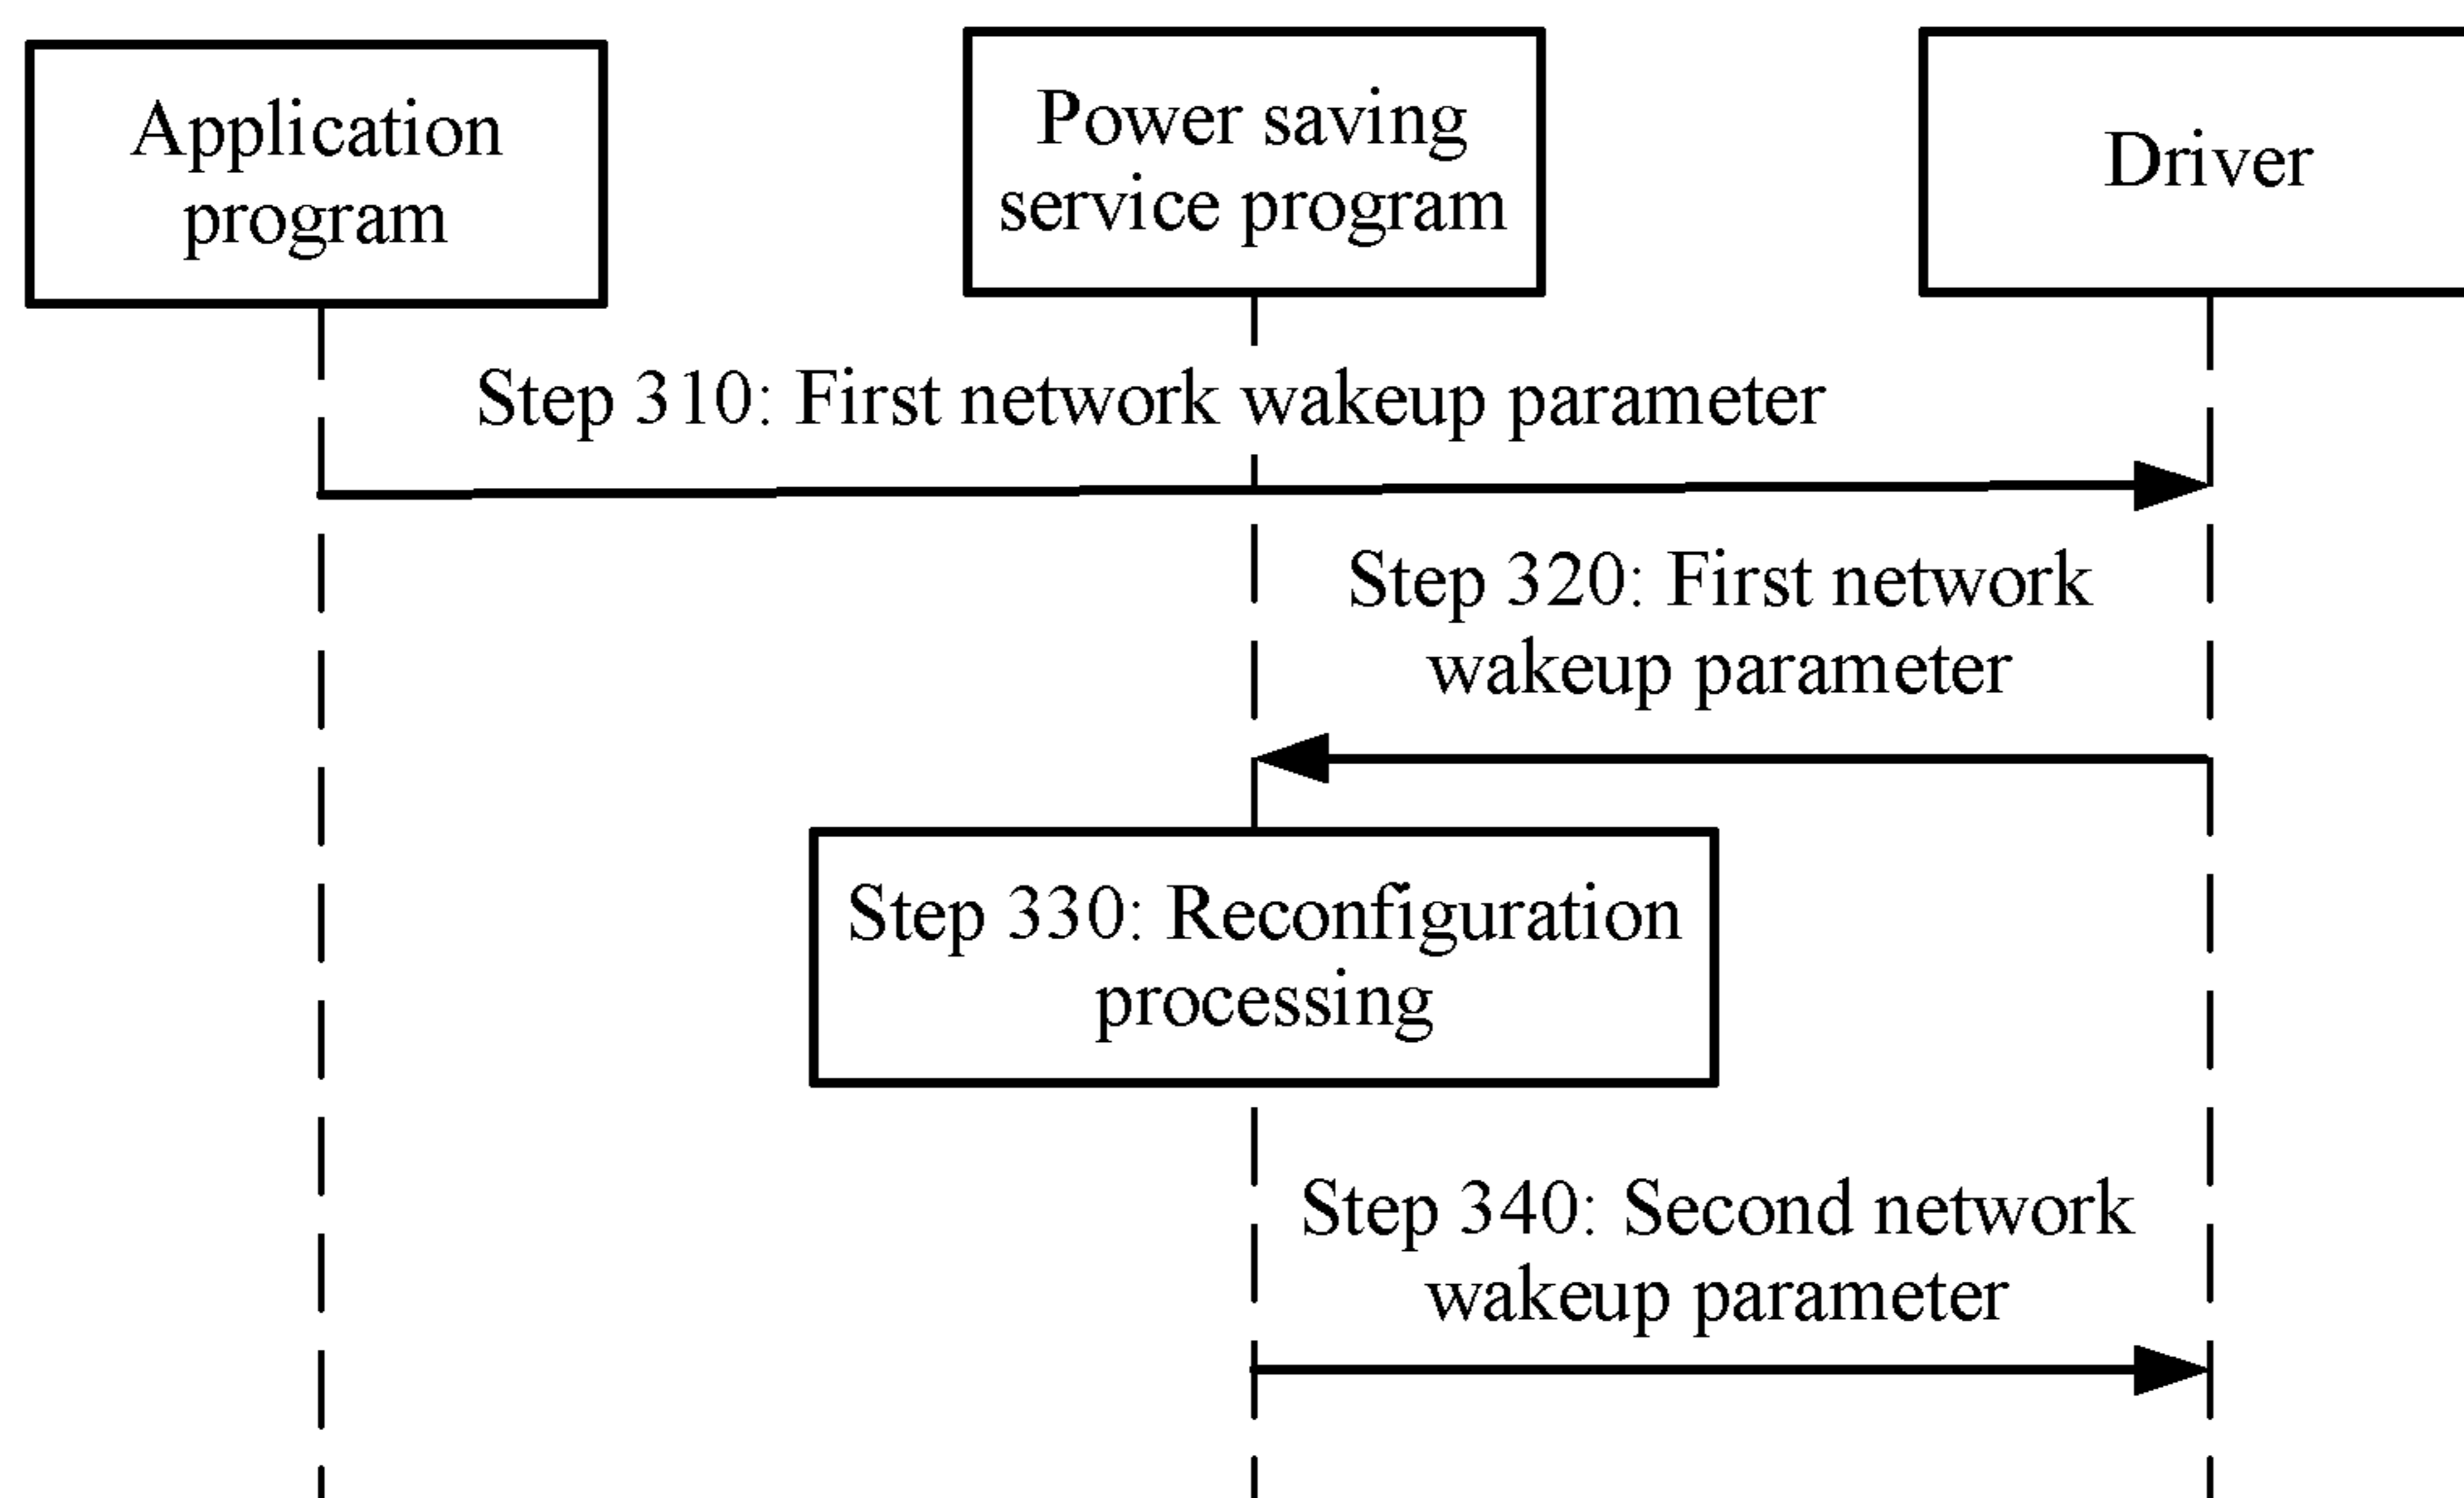 Application
program
Power saving
service program
Driver
Step 310: First network wakeup parameter
Step 320: First network
wakeup parameter
Step 330: Reconfiguration
processing
Step 340: Second network
wakeup parameter